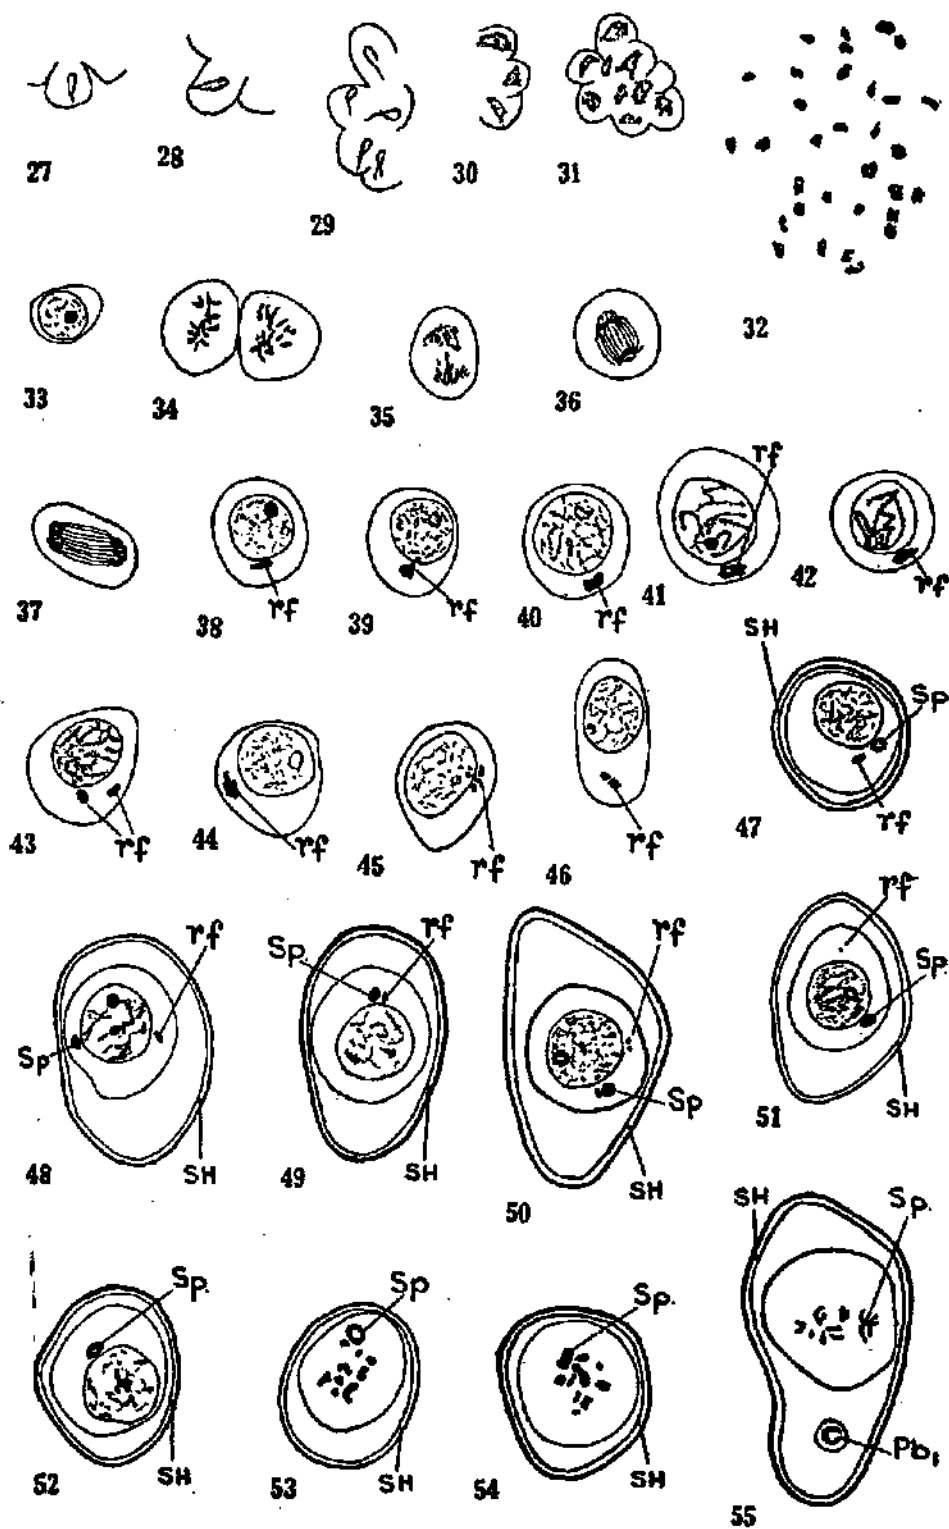 27 28 29 30 31 32
33 34 35 36
rf
37 rf 38 rf 39 rf 40 41 42 rf
SH Sp
43 rf 44 rf 45 rf 46 rf 47 rf
rf Sp rf rf rf Sp
Sp Sp
48 SH 49 SH 50 SH 51 SH
SH Sp
Sp Sp Sp
Pb₁
52 SH 53 SH 54 SH 55